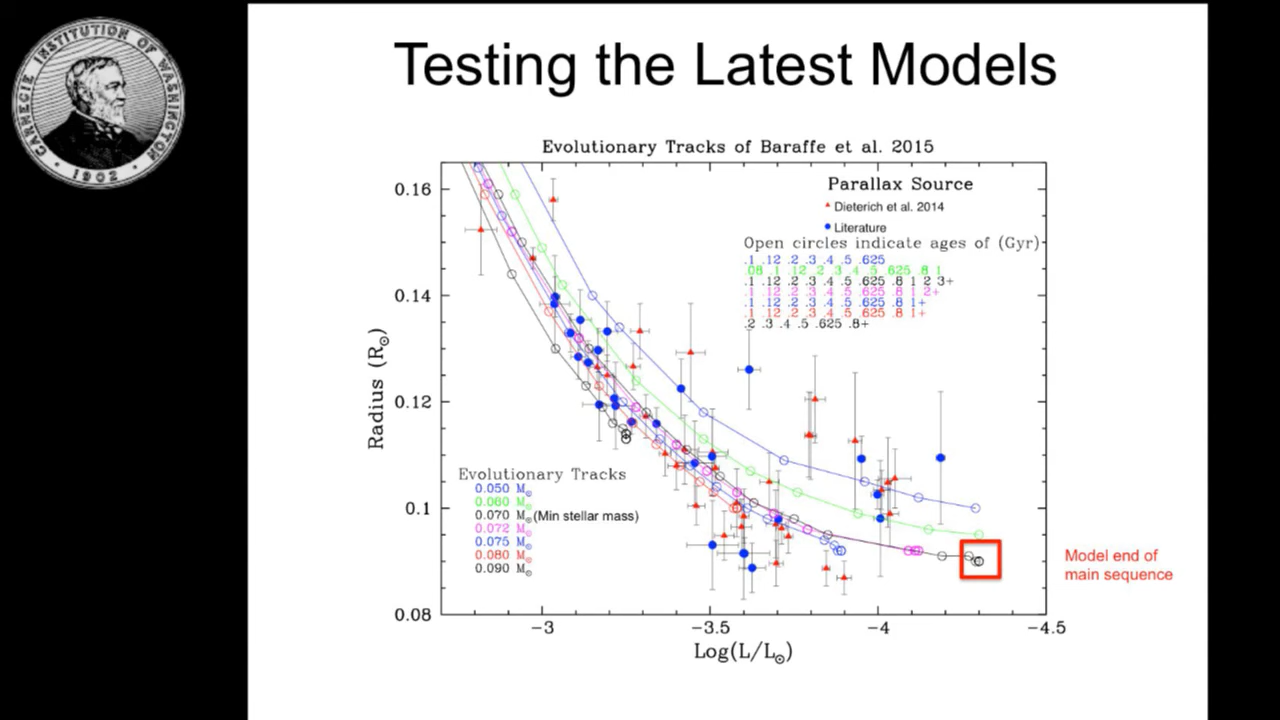 CARNEGIE INSTITUTION OF WASHINGTON
1902
Testing the Latest Models
Evolutionary Tracks of Baraffe et al. 2015
Parallax Source
Dieterich et al. 2014
Literature
Open circles indicate ages of (Gyr)
.1 .12 .2 .3 .4 .5 .625
.08 .1 .12 .2 .3 .4 .5 .625 .8 1
.1 .12 .2 .3 .4 .5 .625 .8 1 2 3+
.1 .12 .2 .3 .4 .5 .625 .8 1 2+
.1 .12 .2 .3 .4 .5 .625 .8 1+
.1 .12 .2 .3 .4 .5 .625 .8 1+
.2 .3 .4 .5 .625 .8+
0.16
0.14
0.12
0.1
0.08
Radius (R☉)
Evolutionary Tracks
0.050 M☉
0.060 M☉
0.070 M☉(Min stellar mass)
0.072 M☉
0.075 M☉
0.080 M☉
0.090 M☉
Model end of
main sequence
−3
−3.5
−4
−4.5
Log(L/L☉)